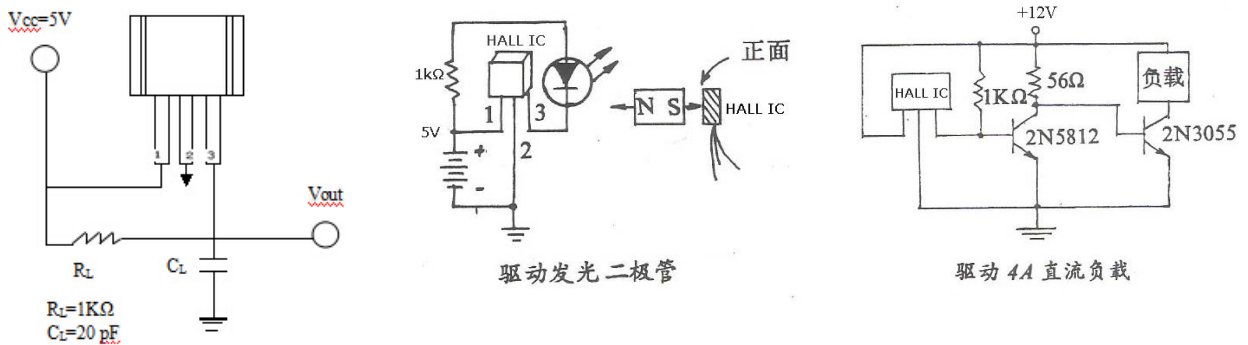 Vcc=5V
1 2 3
Vout
RL
CL
RL=1KΩ
CL=20 pF
HALL IC
1kΩ
1
3
5V
2
+
-
正面
N S
HALL IC
驱动发光二极管
+12V
HALL IC
1KΩ
56Ω
负载
2N5812
2N3055
驱动 4A 直流负载